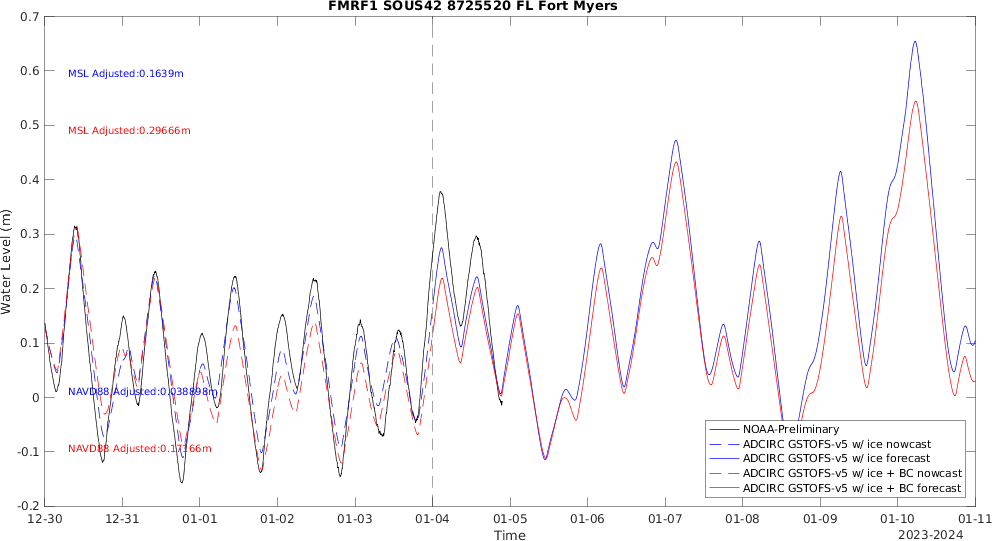 FMRF1 SOUS42 8725520 FL Fort Myers
0.7
0.6
0.5
0.4
0.3
0.2
0.1
0
-0.1
-0.2
Water Level (m)
MSL Adjusted:0.1639m
MSL Adjusted:0.29666m
NAVD88 Adjusted:0.038898m
NAVD88 Adjusted:0.17166m
NOAA-Preliminary
ADCIRC GSTOFS-v5 w/ ice nowcast
ADCIRC GSTOFS-v5 w/ ice forecast
ADCIRC GSTOFS-v5 w/ ice + BC nowcast
ADCIRC GSTOFS-v5 w/ ice + BC forecast
12-30 12-31 01-01 01-02 01-03 01-04 01-05 01-06 01-07 01-08 01-09 01-10 01-11
Time
2023-2024